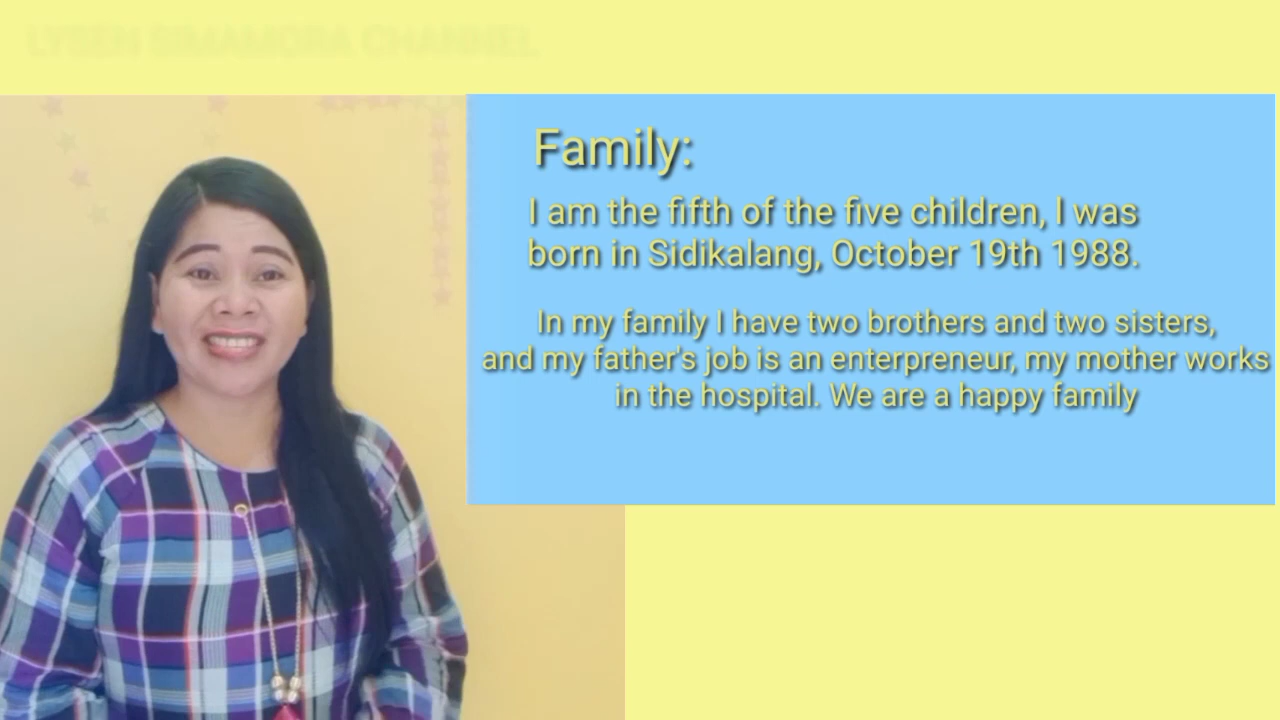 Family:
I am the fifth of the five children, I was
born in Sidikalang, October 19th 1988.
In my family I have two brothers and two sisters,
and my father's job is an enterpreneur, my mother works
in the hospital. We are a happy family